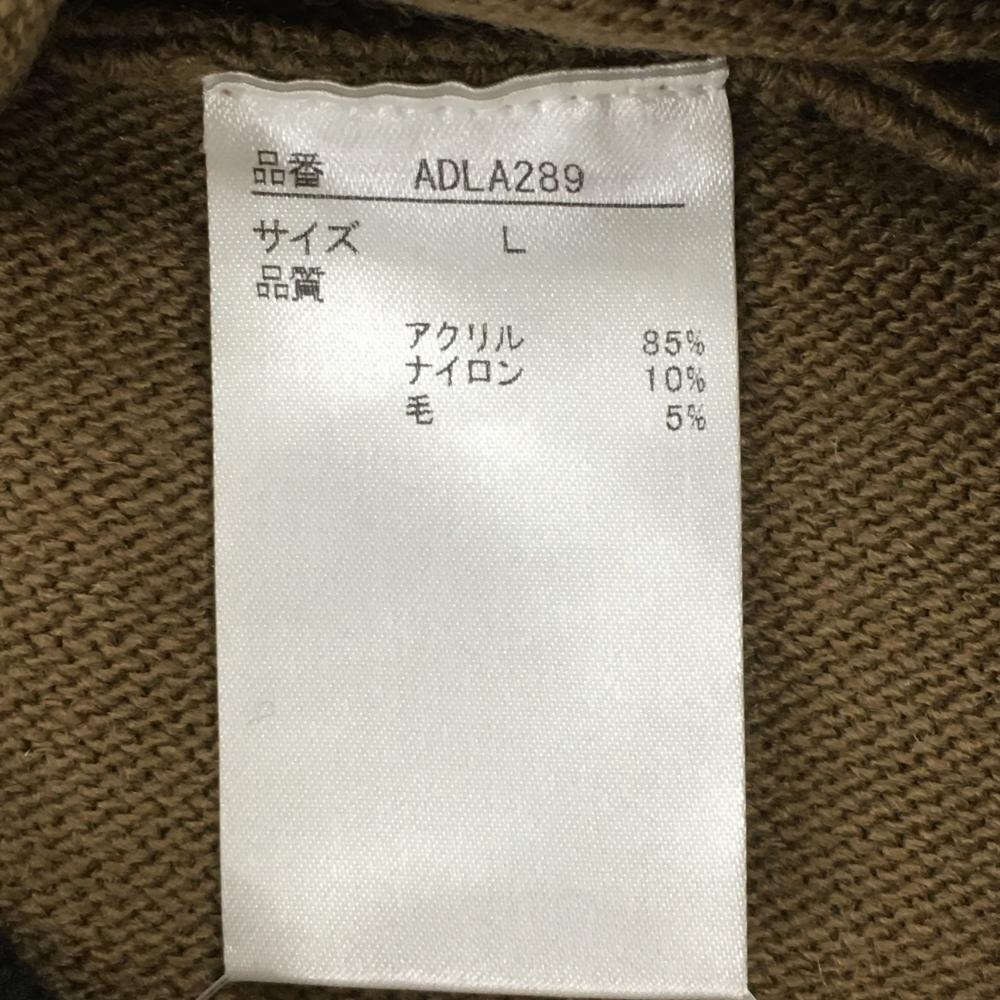 品番 ADLA289
サイズ L
品質
アクリル 85%
ナイロン 10%
毛 5%